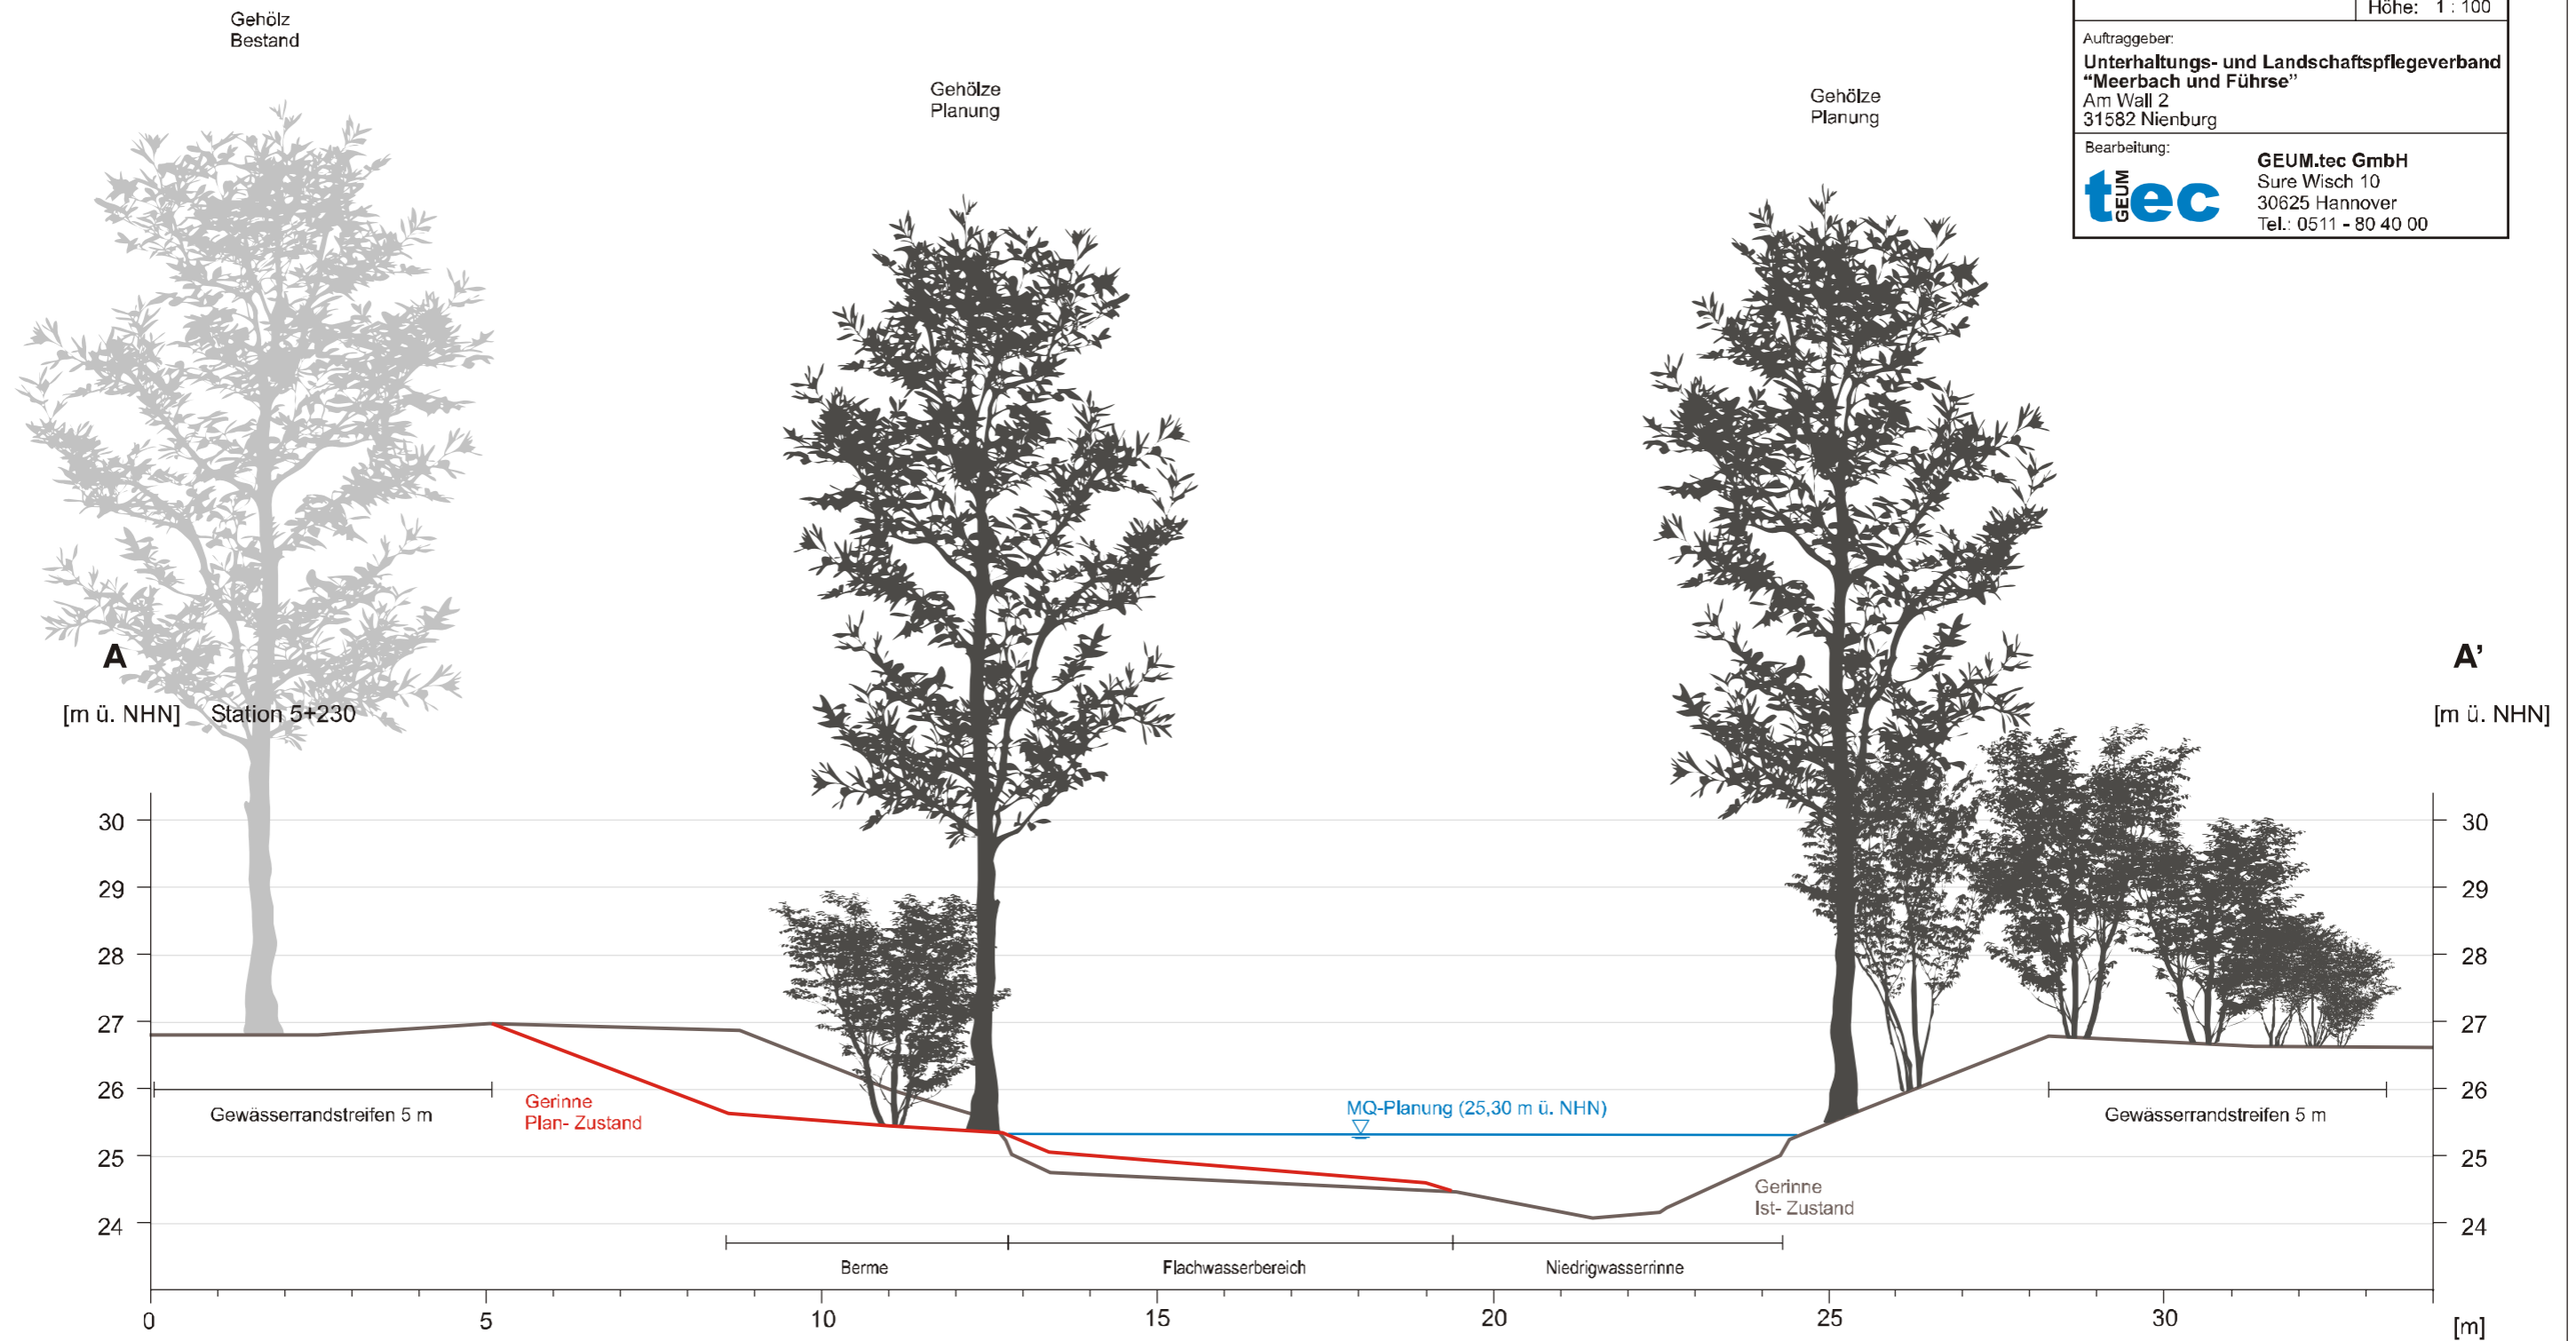 Gehölz
Bestand
Gehölze
Planung
Gehölze
Planung
Höhe: 1 : 100
Auftraggeber:
Unterhaltungs- und Landschaftspflegeverband
“Meerbach und Führse”
Am Wall 2
31582 Nienburg
Bearbeitung:
GEUM
tec
GEUM.tec GmbH
Sure Wisch 10
30625 Hannover
Tel.: 0511 - 80 40 00
A
A’
[m ü. NHN]
Station 5+230
[m ü. NHN]
30
30
29
29
28
28
27
27
26
26
Gewässerrandstreifen 5 m
Gerinne
Plan- Zustand
MQ-Planung (25,30 m ü. NHN)
Gewässerrandstreifen 5 m
25
25
Gerinne
Ist- Zustand
24
24
Berme
Flachwasserbereich
Niedrigwasserrinne
0
5
10
15
20
25
30
[m]